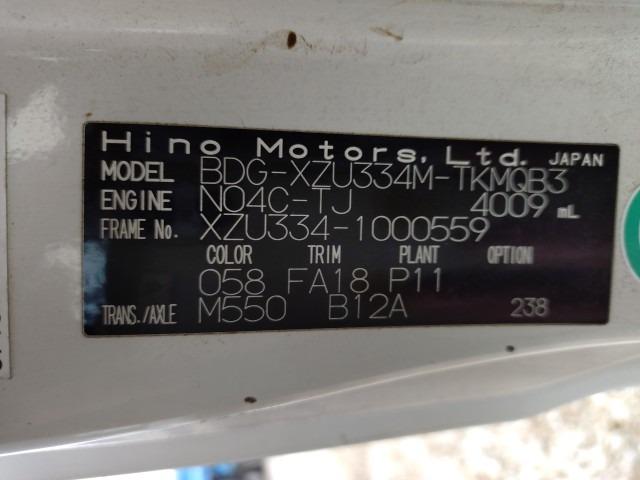 Hino Motors, Ltd. JAPAN
MODEL BDG-XZU334M-TKMQB3
ENGINE N04C-TJ 4009 mL
FRAME No. XZU334-1000559
COLOR TRIM PLANT OPTION
058 FA18 P11
TRANS./AXLE M550 B12A 238